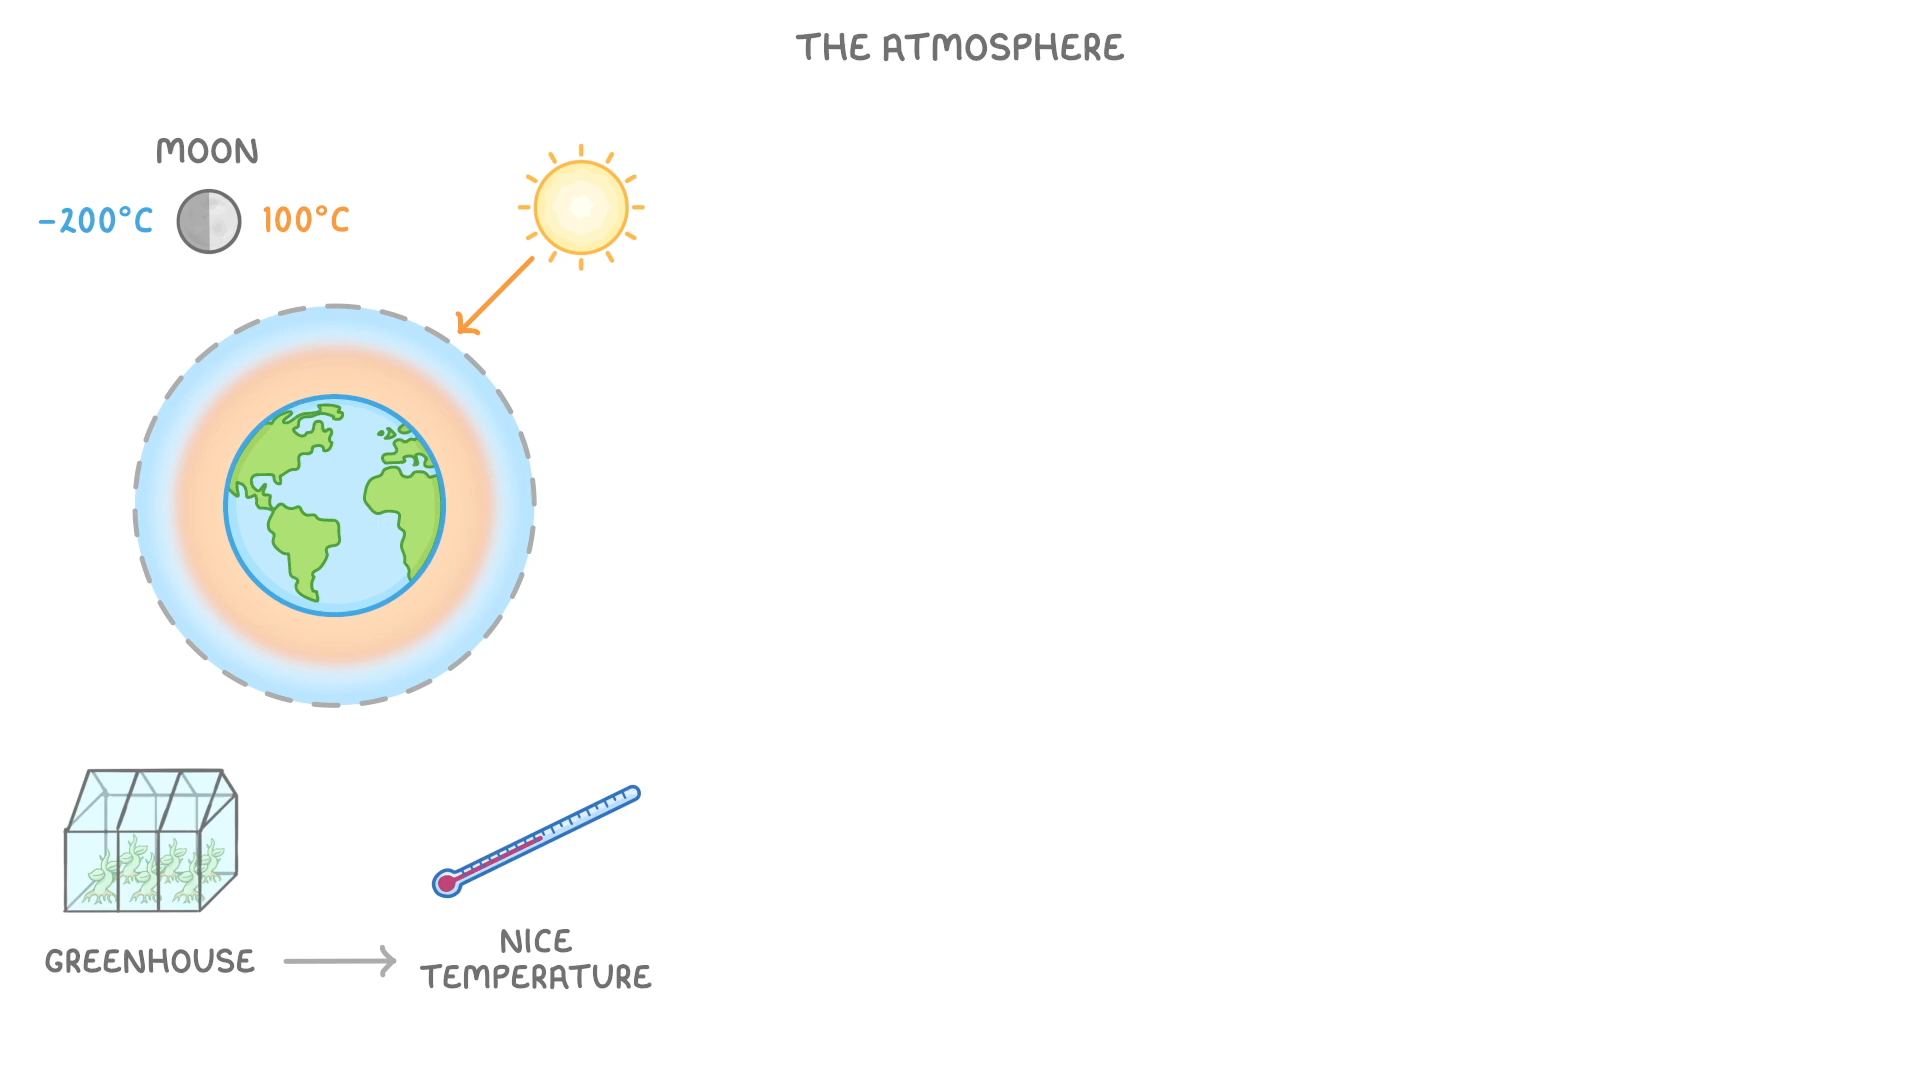 THE ATMOSPHERE
MOON
-200°C
100°C
GREENHOUSE
NICE
TEMPERATURE